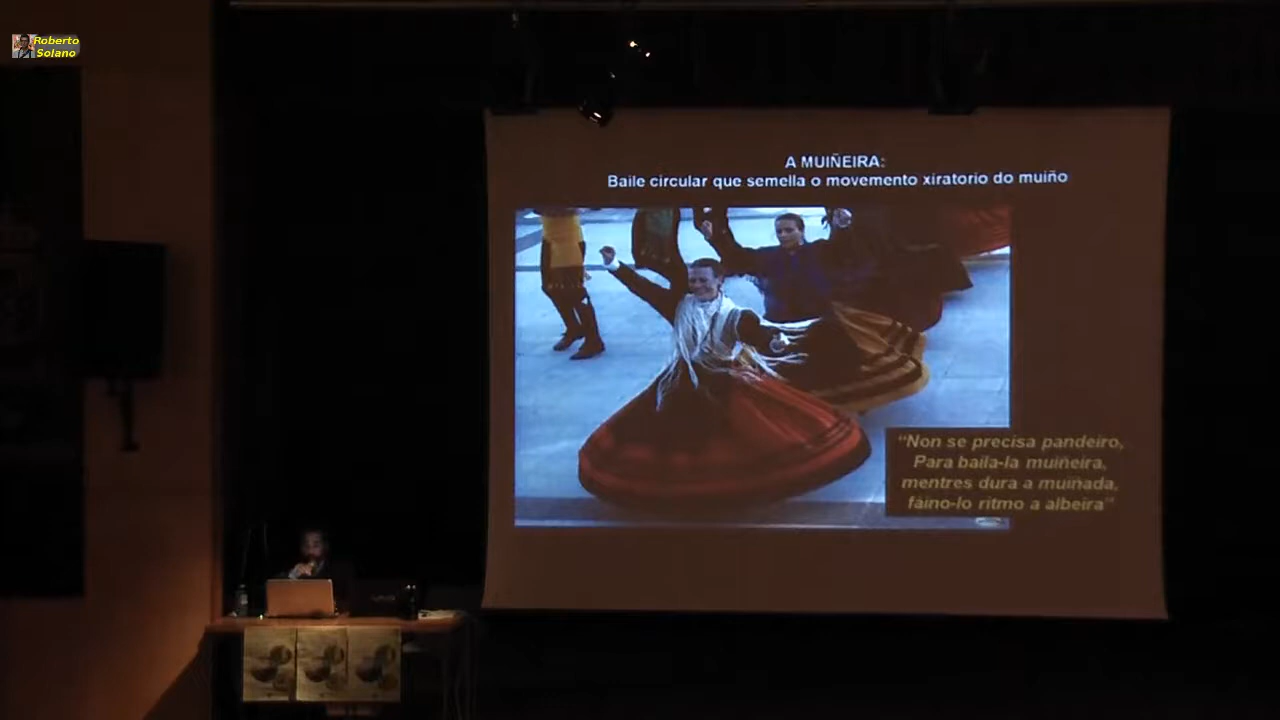 Roberto
Solano
A MUIÑEIRA:
Baile circular que semella o movemento xiratorio do muiño
“Non se precisa pandeiro,
Para baila-la muiñeira,
mentres dura a muiñada,
fáino-lo ritmo a albeira”